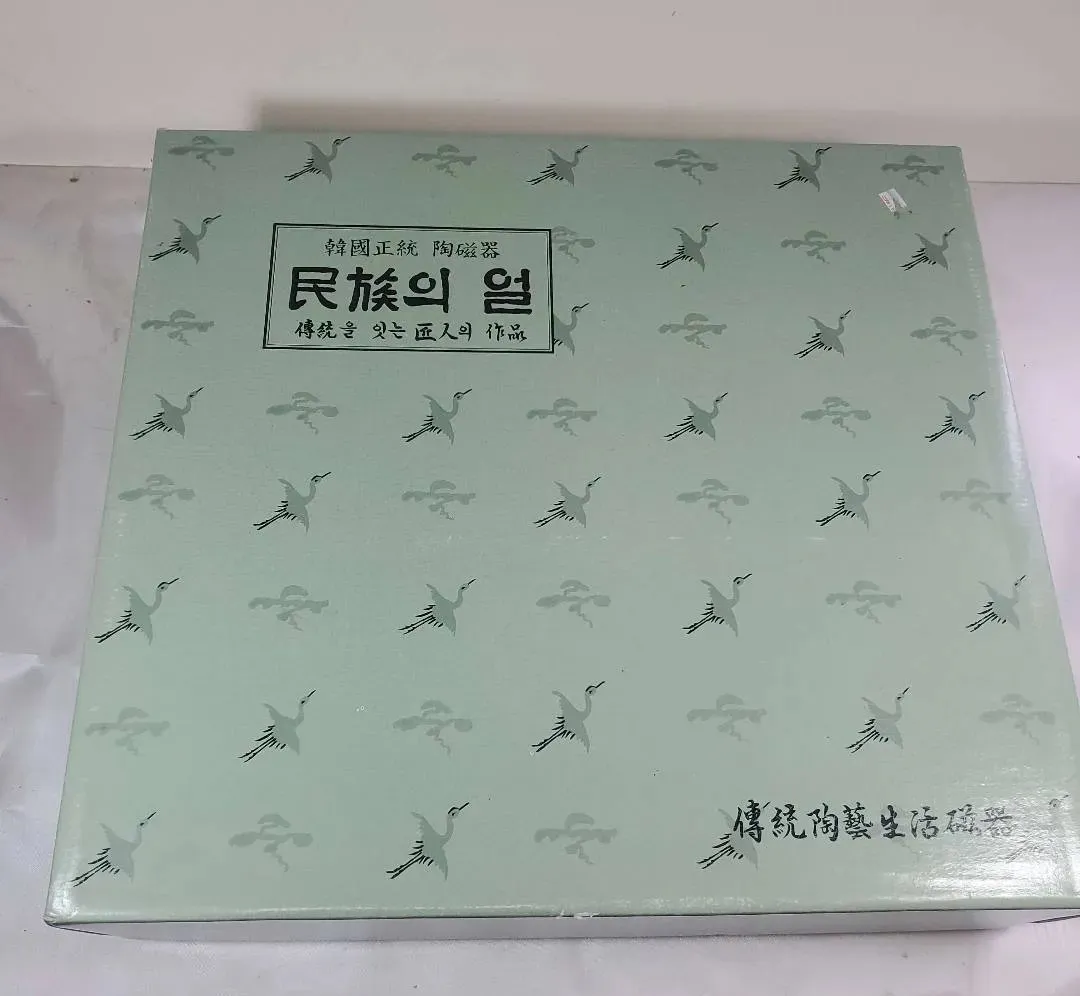 韓國正統 陶磁器
民族의 얼
傳統을 잇는 匠人의 作品
傳統陶藝生活磁器